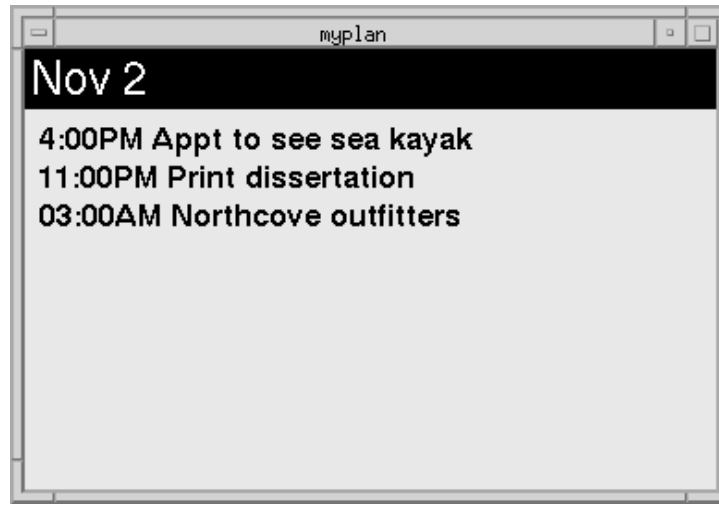 myplan
Nov 2
4:00PM Appt to see sea kayak
11:00PM Print dissertation
03:00AM Northcove outfitters